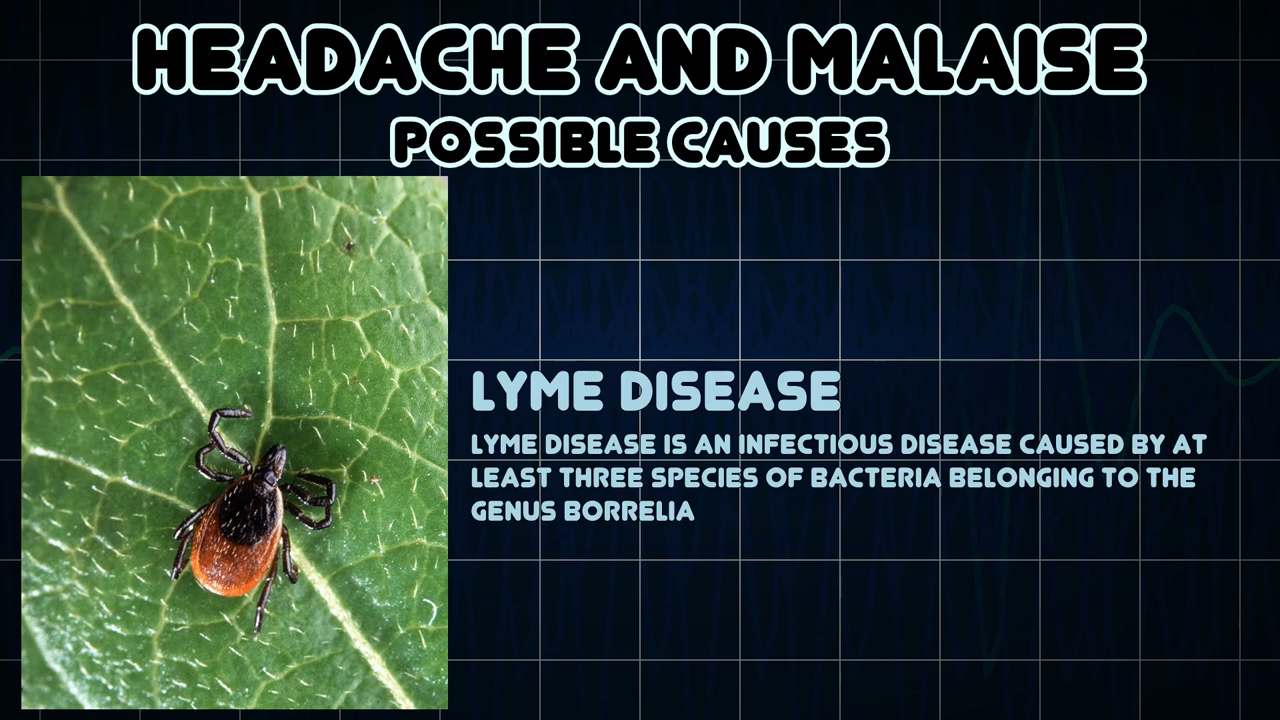 HEADACHE AND MALAISE
POSSIBLE CAUSES
LYME DISEASE
LYME DISEASE IS AN INFECTIOUS DISEASE CAUSED BY AT
LEAST THREE SPECIES OF BACTERIA BELONGING TO THE
GENUS BORRELIA